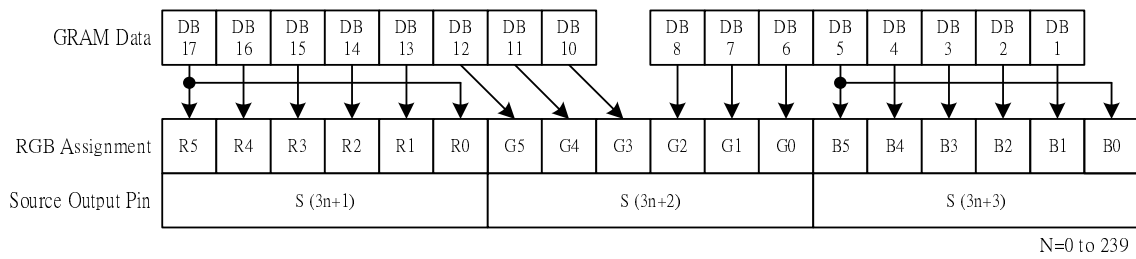 GRAM Data DB 17 DB 16 DB 15 DB 14 DB 13 DB 12 DB 11 DB 10 DB 8 DB 7 DB 6 DB 5 DB 4 DB 3 DB 2 DB 1
RGB Assignment R5 R4 R3 R2 R1 R0 G5 G4 G3 G2 G1 G0 B5 B4 B3 B2 B1 B0
Source Output Pin S (3n+1) S (3n+2) S (3n+3)
N=0 to 239